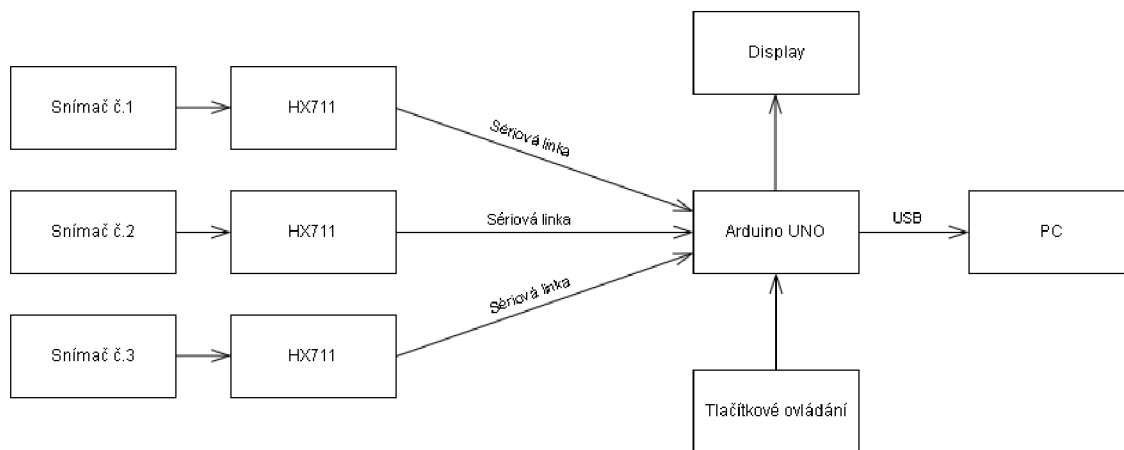 Display
Snímač č.1
HX711
Sériová linka
Snímač č.2
HX711
Sériová linka
Arduino UNO
USB
PC
Sériová linka
Snímač č.3
HX711
Tlačítkové ovládání